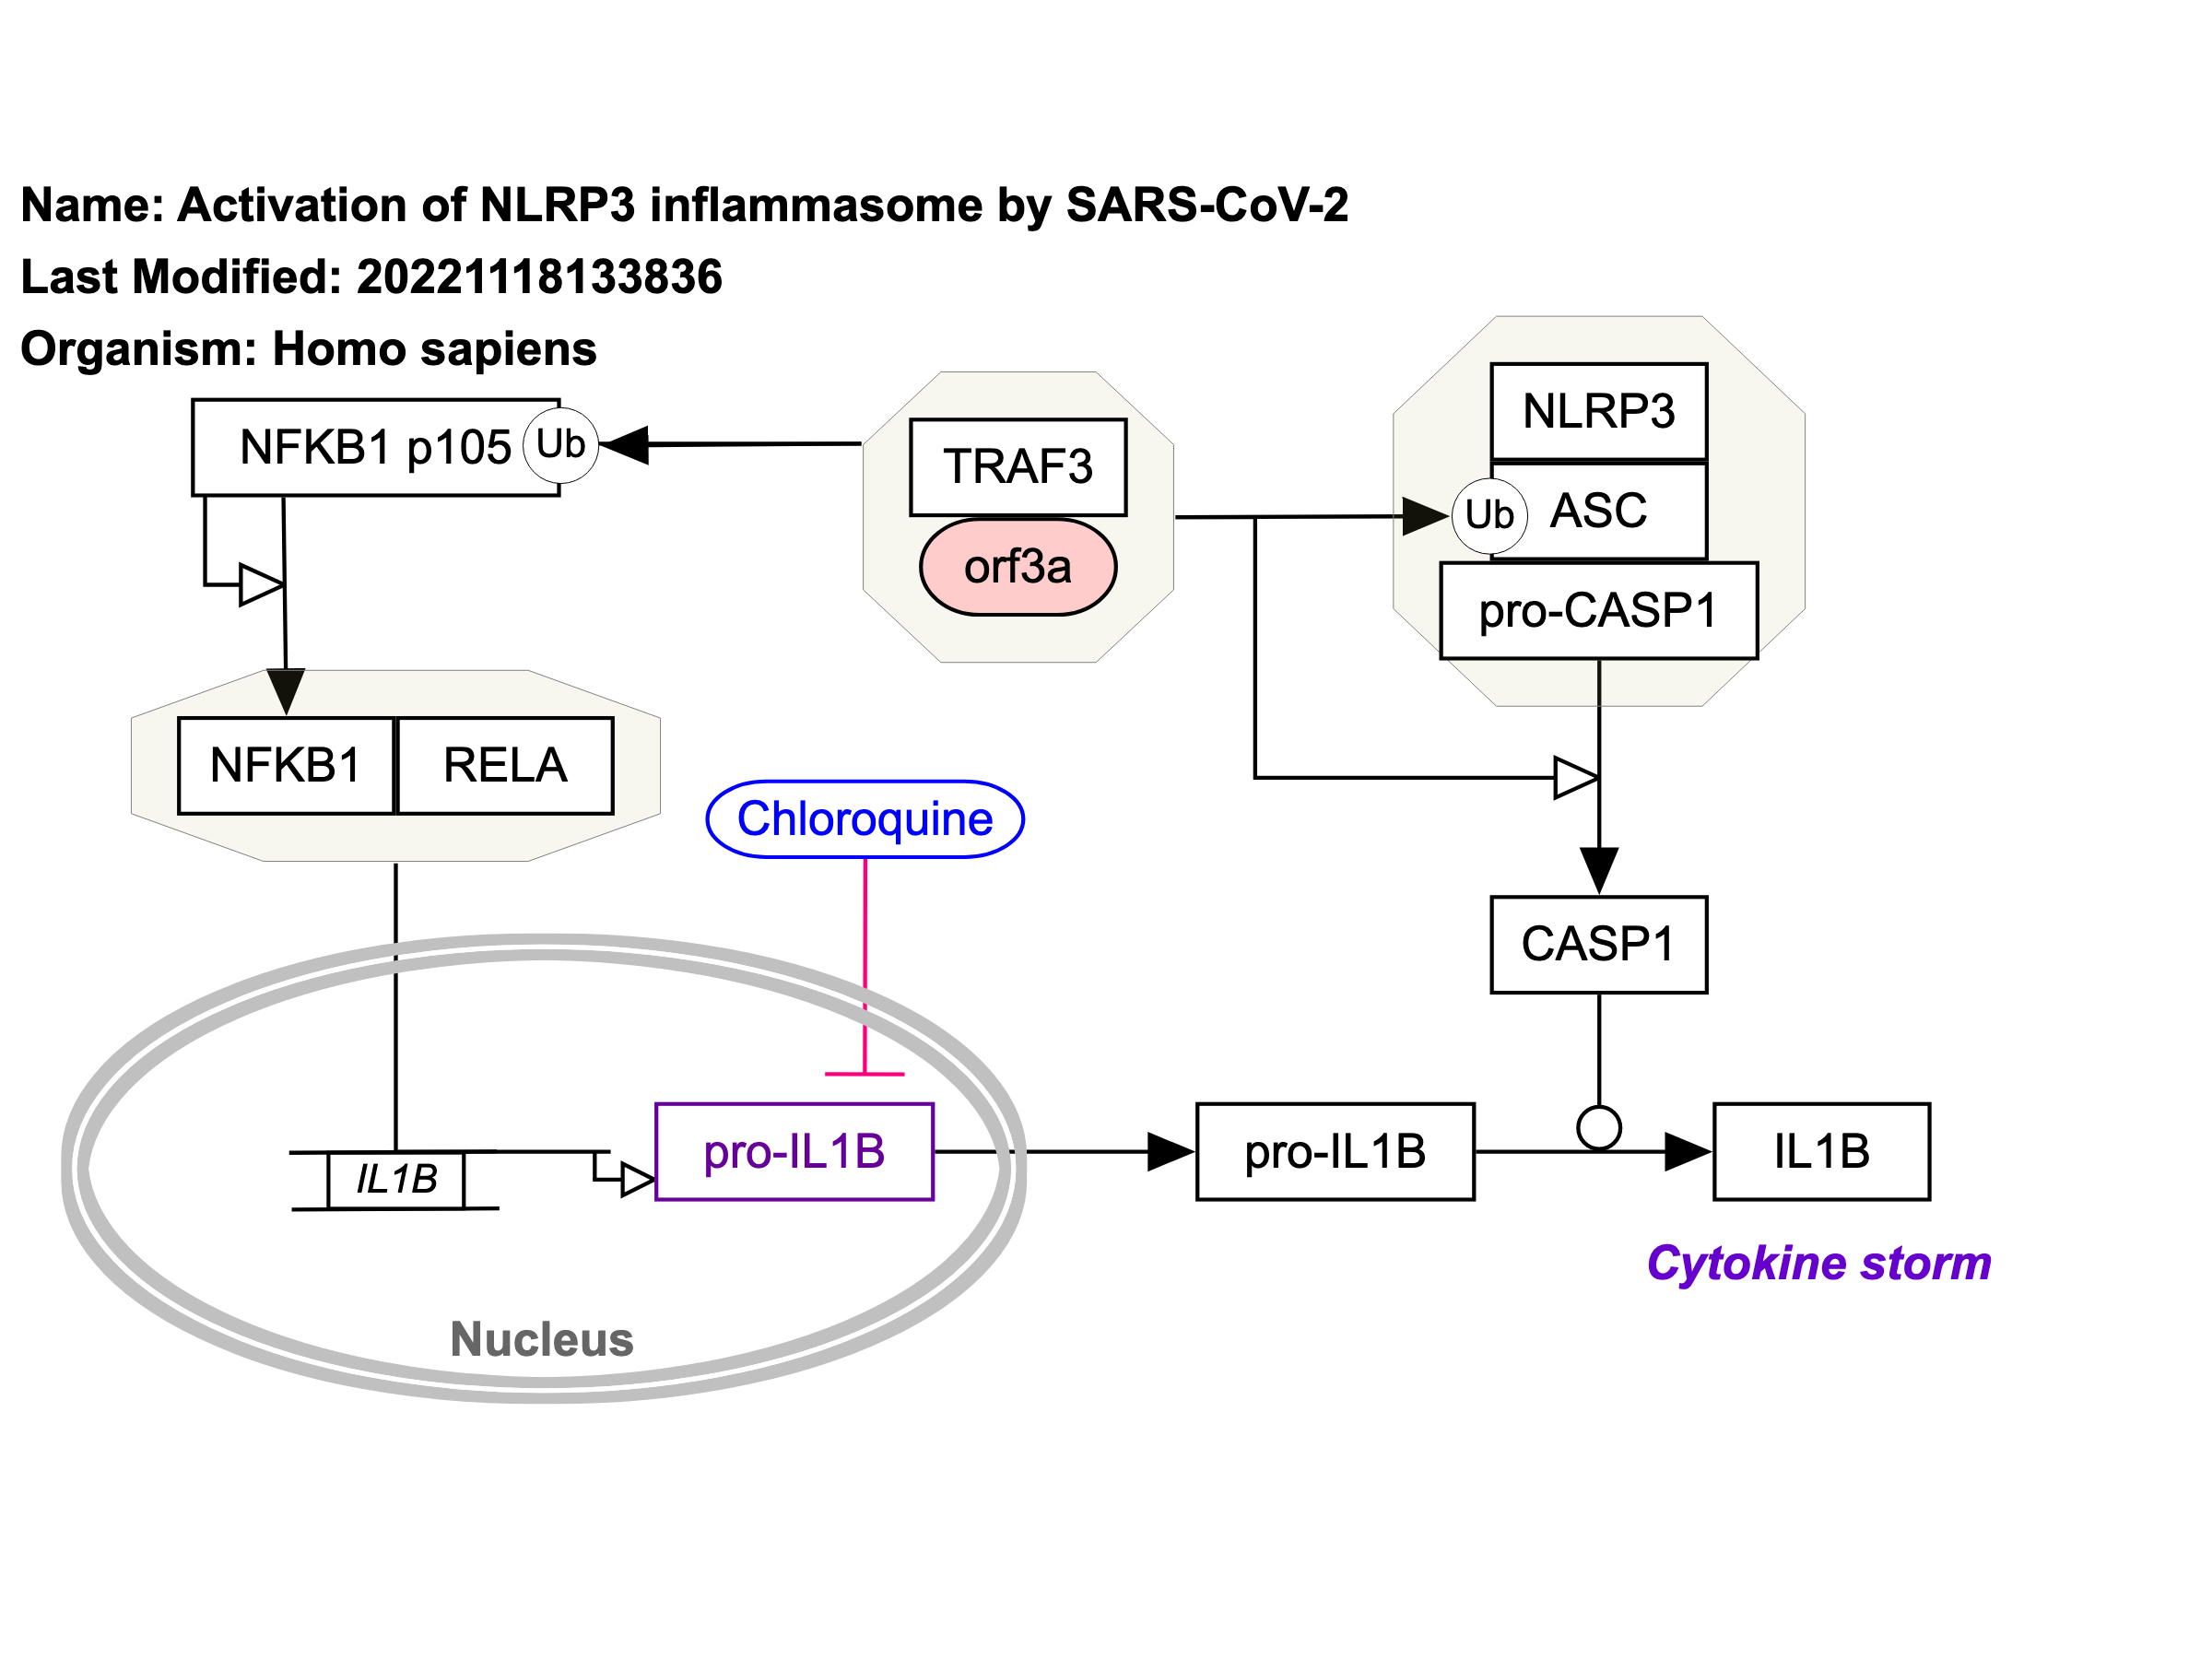 Name: Activation of NLRP3 inflammasome by SARS-CoV-2
Last Modified: 20221118133836
Organism: Homo sapiens
NFKB1 p105
Ub
TRAF3
orf3a
NLRP3
Ub
ASC
pro-CASP1
NFKB1
RELA
Chloroquine
CASP1
IL1B
pro-IL1B
pro-IL1B
IL1B
Cytokine storm
Nucleus